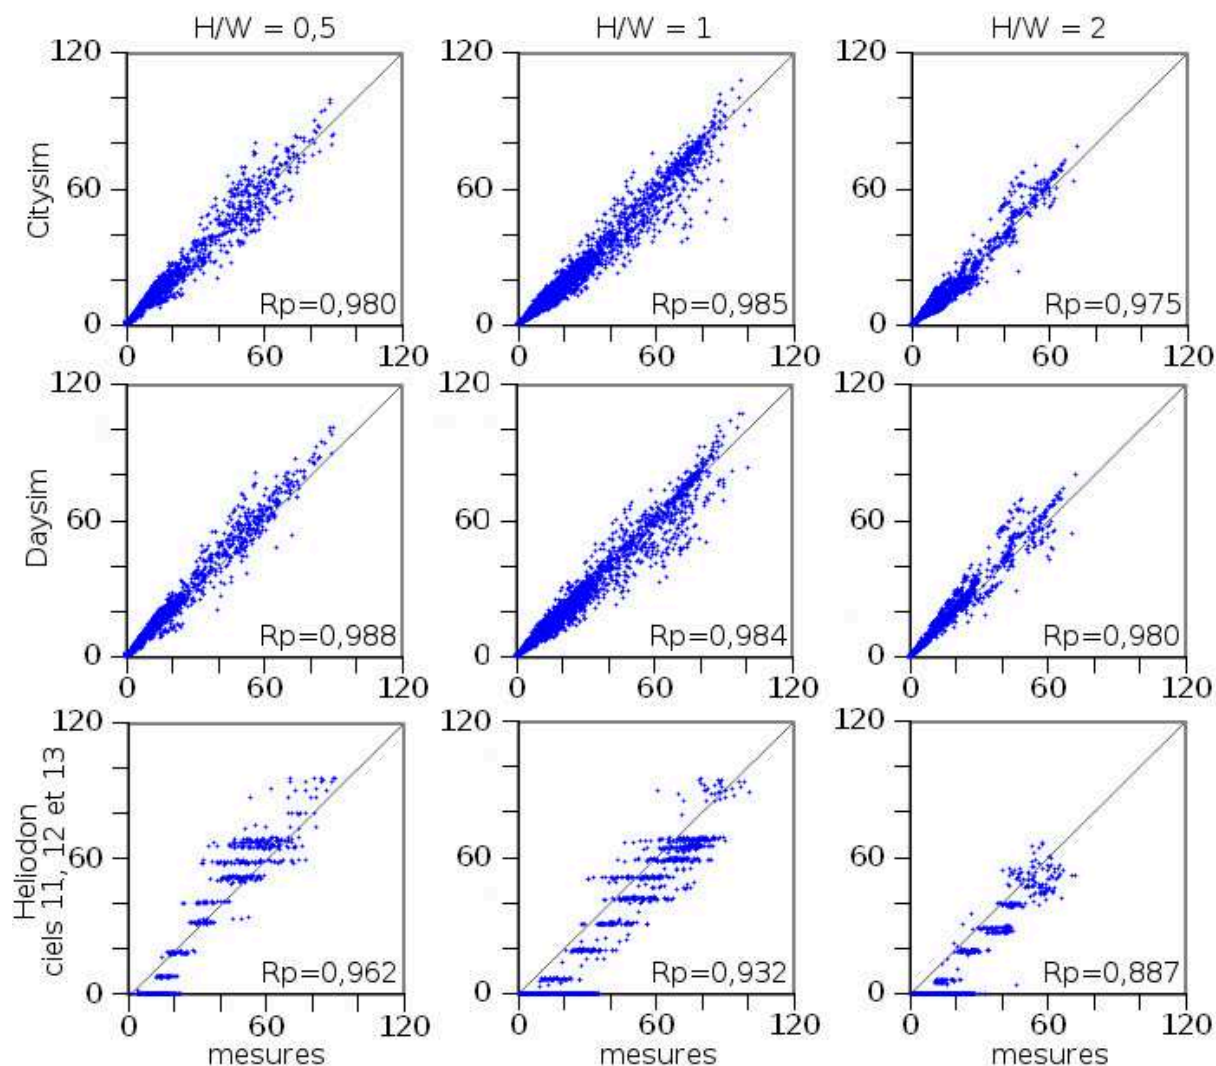 H/W = 0,5
H/W = 1
H/W = 2
Citysim
120
60
0
Rp=0,980
0
60
120
120
60
0
Rp=0,985
0
60
120
120
60
0
Rp=0,975
0
60
120
Daysim
120
60
0
Rp=0,988
0
60
120
120
60
0
Rp=0,984
0
60
120
120
60
0
Rp=0,980
0
60
120
Heliodon
ciels 11, 12 et 13
120
60
0
Rp=0,962
0
60
120
mesures
120
60
0
Rp=0,932
0
60
120
mesures
120
60
0
Rp=0,887
0
60
120
mesures